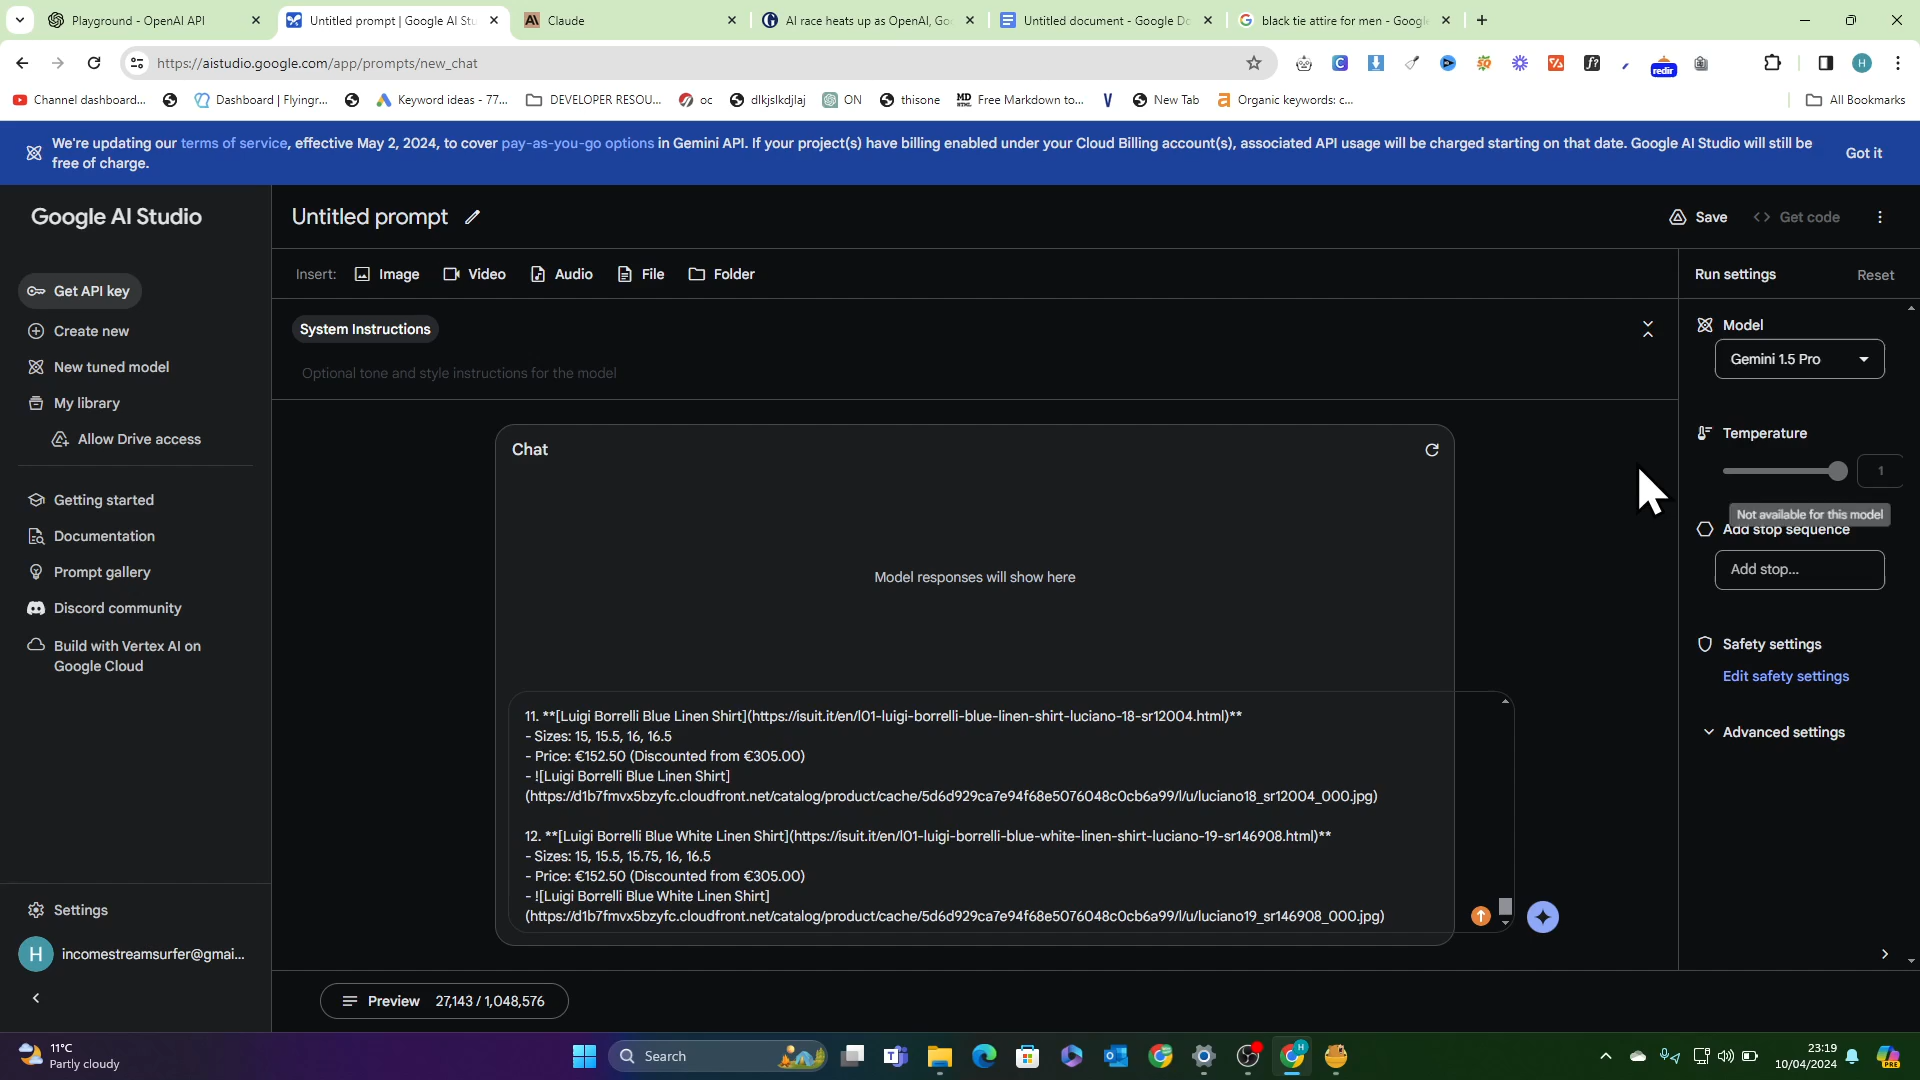 Playground - OpenAI API
Untitled prompt | Google AI Stu
Claude
AI race heats up as OpenAI, Go
Untitled document - Google Do
black tie attire for men - Google
https://aistudio.google.com/app/prompts/new_chat
redir
Channel dashboard...
Dashboard | Flyingr...
Keyword ideas - 77...
DEVELOPER RESOU...
oc
dlkjslkdjlaj
ON
thisone
Free Markdown to...
V
New Tab
Organic keywords: c...
All Bookmarks
We're updating our terms of service, effective May 2, 2024, to cover pay-as-you-go options in Gemini API. If your project(s) have billing enabled under your Cloud Billing account(s), associated API usage will be charged starting on that date. Google AI Studio will still be
free of charge.
Got it
Google AI Studio
Untitled prompt
Save
Get code
Insert:
Image
Video
Audio
File
Folder
Run settings
Reset
Get API key
Create new
New tuned model
My library
Allow Drive access
Getting started
Documentation
Prompt gallery
Discord community
Build with Vertex AI on
Google Cloud
Settings
H
incomestreamsurfer@gmai...
System Instructions
Optional tone and style instructions for the model
Chat
Model responses will show here
11. **[Luigi Borrelli Blue Linen Shirt](https://isuit.it/en/l01-luigi-borrelli-blue-linen-shirt-luciano-18-sr12004.html)**
- Sizes: 15, 15.5, 16, 16.5
- Price: €152.50 (Discounted from €305.00)
- ![Luigi Borrelli Blue Linen Shirt]
(https://d1b7fmvx5bzyfc.cloudfront.net/catalog/product/cache/5d6d929ca7e94f68e5076048c0cb6a99/l/u/luciano18_sr12004_000.jpg)
12. **[Luigi Borrelli Blue White Linen Shirt](https://isuit.it/en/l01-luigi-borrelli-blue-white-linen-shirt-luciano-19-sr146908.html)**
- Sizes: 15, 15.5, 15.75, 16, 16.5
- Price: €152.50 (Discounted from €305.00)
- ![Luigi Borrelli Blue White Linen Shirt]
(https://d1b7fmvx5bzyfc.cloudfront.net/catalog/product/cache/5d6d929ca7e94f68e5076048c0cb6a99/l/u/luciano19_sr146908_000.jpg)
Preview 27,143 / 1,048,576
Model
Gemini 1.5 Pro
Temperature
1
Not available for this model
Add stop sequence
Add stop...
Safety settings
Edit safety settings
Advanced settings
11°C
Partly cloudy
Search
23:19
10/04/2024